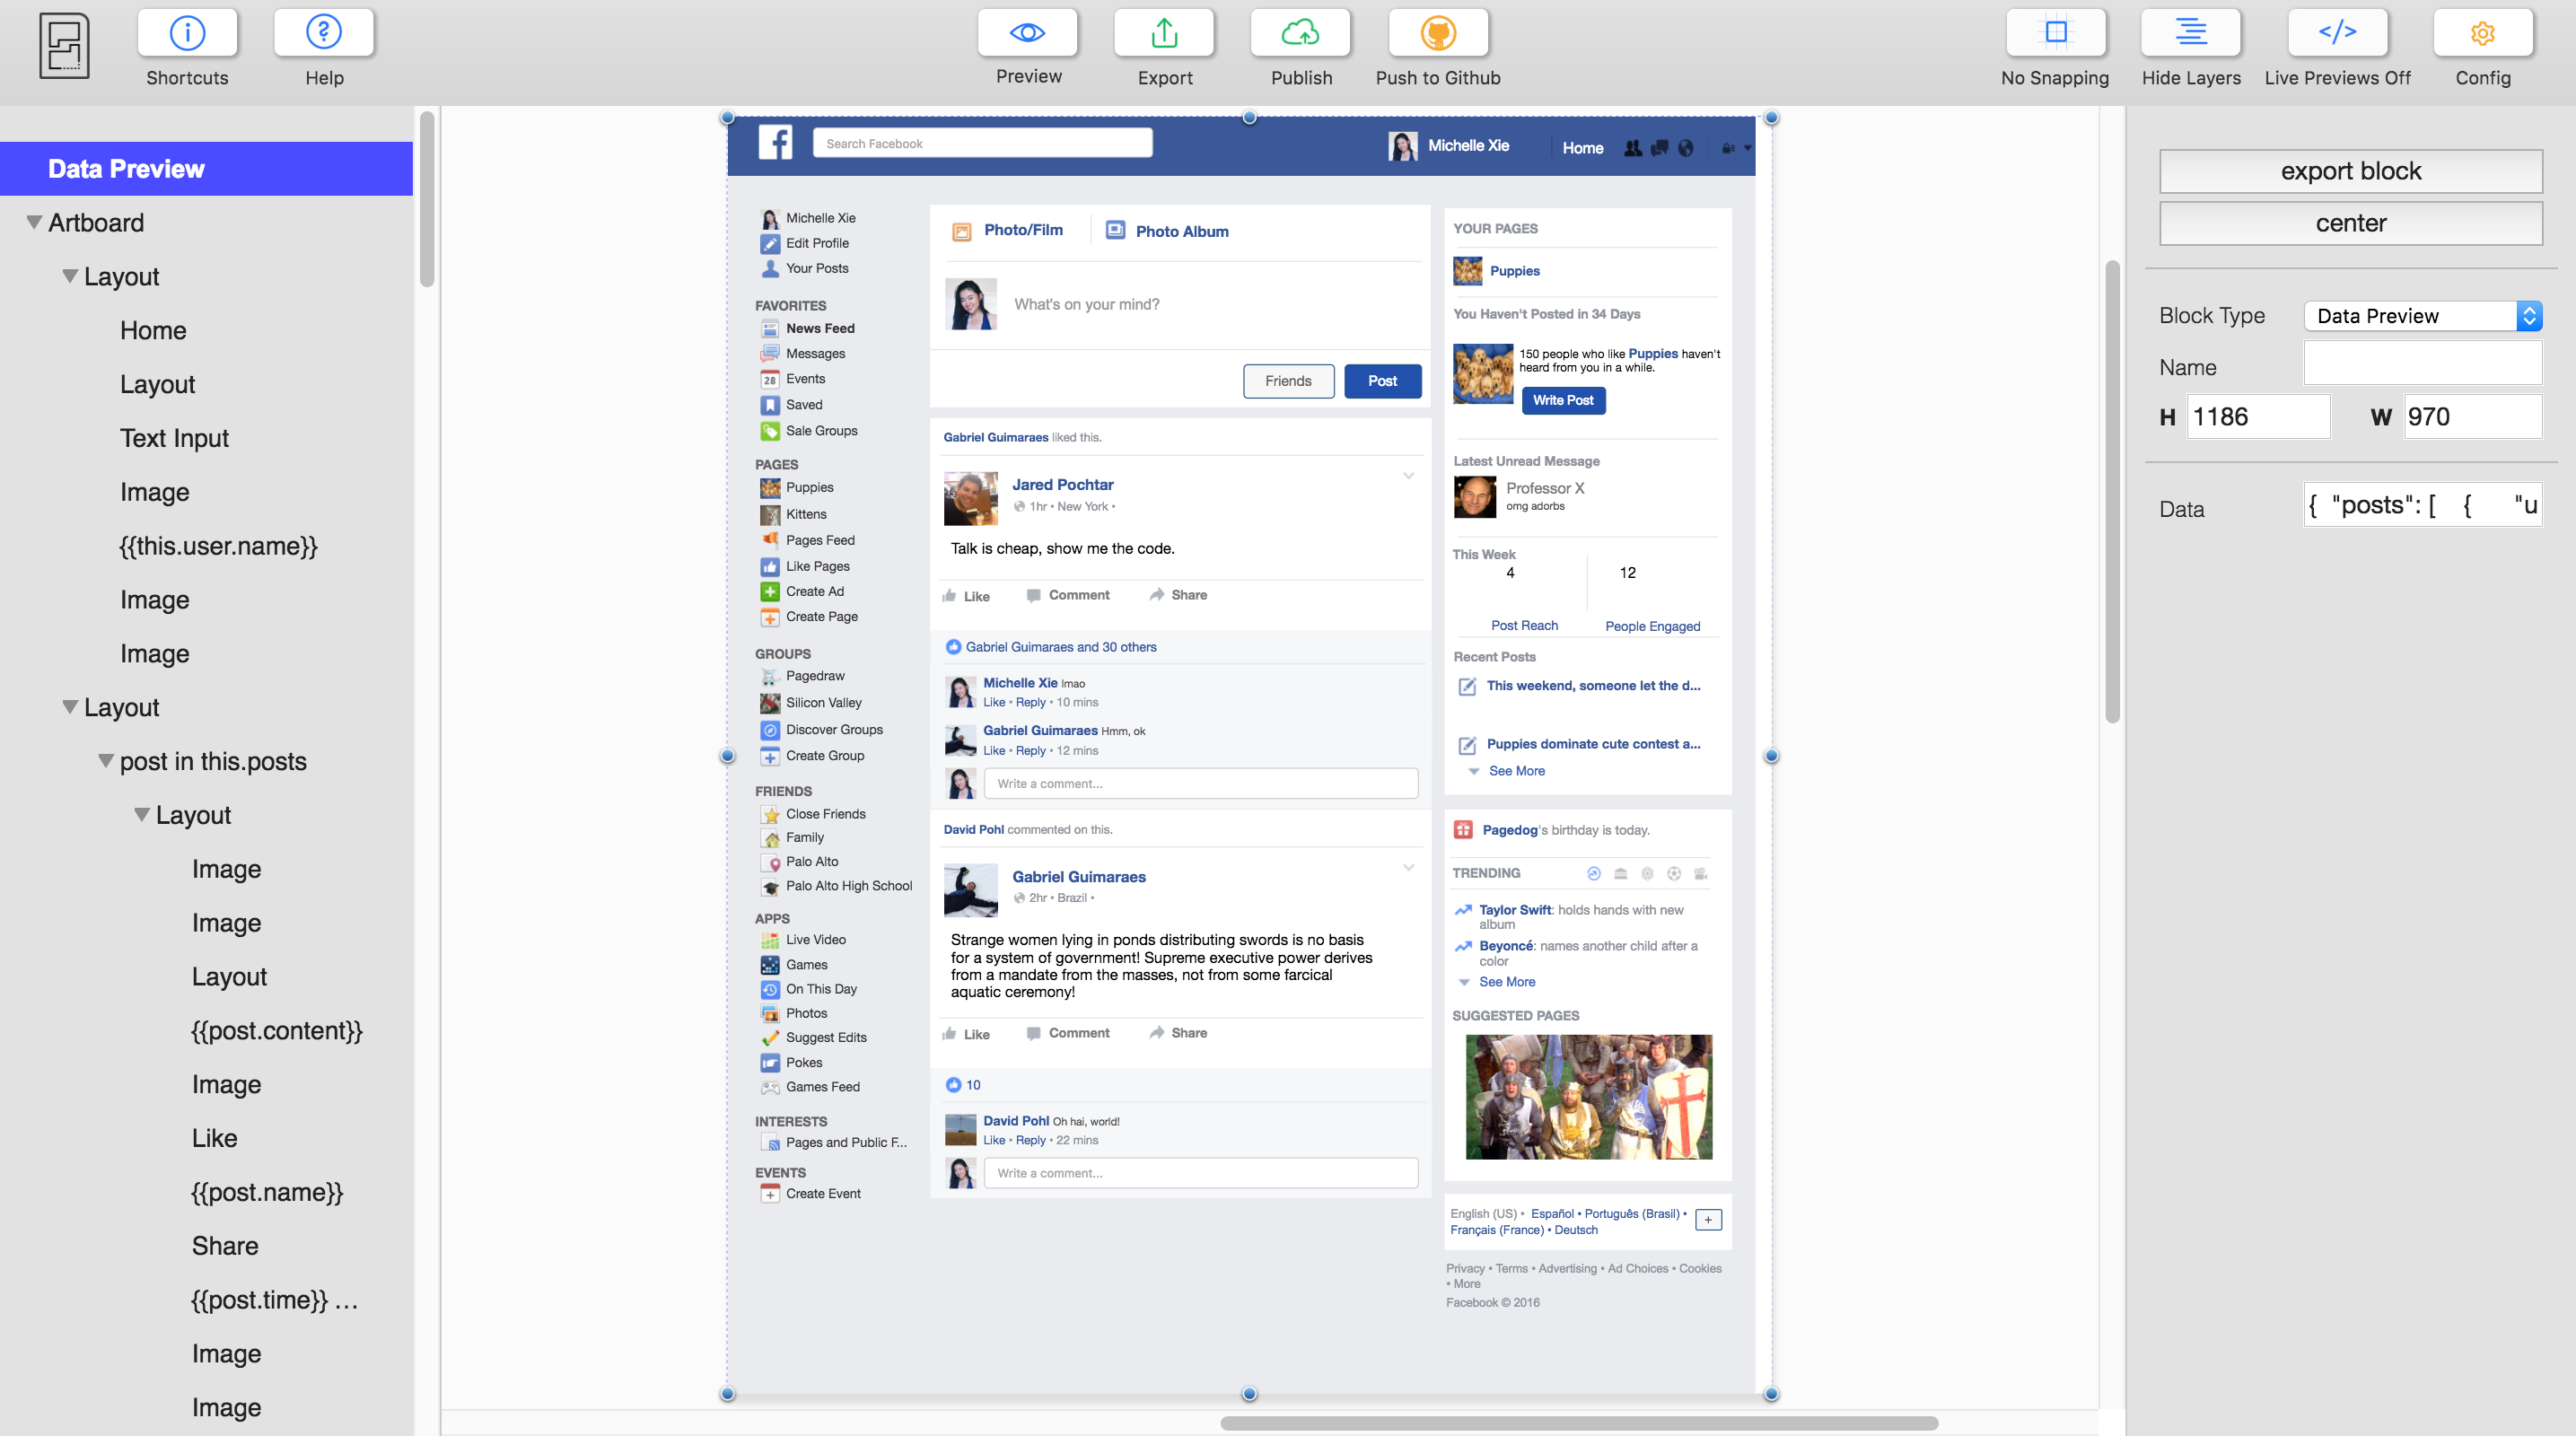 Shortcuts
Help
Preview
Export
Publish
Push to Github
No Snapping
Hide Layers
Live Previews Off
Config
Data Preview
Artboard
Layout
Home
Layout
Text Input
Image
{{this.user.name}}
Image
Image
Layout
post in this.posts
Layout
Image
Image
Layout
{{post.content}}
Image
Like
{{post.name}}
Share
{{post.time}} ...
Image
Image
Search Facebook
Michelle Xie
Home
Michelle Xie
Edit Profile
Your Posts
FAVORITES
News Feed
Messages
28
Events
Saved
Sale Groups
PAGES
Puppies
Kittens
Pages Feed
Like Pages
Create Ad
Create Page
GROUPS
Pagedraw
Silicon Valley
Discover Groups
Create Group
FRIENDS
Close Friends
Family
Palo Alto
Palo Alto High School
APPS
Live Video
Games
On This Day
Photos
Suggest Edits
Pokes
Games Feed
INTERESTS
Pages and Public F...
EVENTS
Create Event
Photo/Film
Photo Album
What's on your mind?
Friends
Post
Gabriel Guimaraes liked this.
Jared Pochtar
1hr • New York •
Talk is cheap, show me the code.
Like
Comment
Share
Gabriel Guimaraes and 30 others
Michelle Xie lmao
Like • Reply • 10 mins
Gabriel Guimaraes Hmm, ok
Like • Reply • 12 mins
Write a comment...
David Pohl commented on this.
Gabriel Guimaraes
2hr • Brazil •
Strange women lying in ponds distributing swords is no basis
for a system of government! Supreme executive power derives
from a mandate from the masses, not from some farcical
aquatic ceremony!
Like
Comment
Share
10
David Pohl Oh hai, world!
Like • Reply • 22 mins
Write a comment...
YOUR PAGES
Puppies
You Haven't Posted in 34 Days
150 people who like Puppies haven't
heard from you in a while.
Write Post
Latest Unread Message
Professor X
omg adorbs
This Week
4
12
Post Reach
People Engaged
Recent Posts
This weekend, someone let the d...
Puppies dominate cute contest a...
See More
Pagedog's birthday is today.
TRENDING
Taylor Swift: holds hands with new
album
Beyoncé: names another child after a
color
See More
SUGGESTED PAGES
English (US) • Español • Português (Brasil) •
Français (France) • Deutsch
+
Privacy • Terms • Advertising • Ad Choices • Cookies
• More
Facebook © 2016
export block
center
Block Type
Data Preview
Name
H 1186
W 970
Data
{ "posts": [ { "u